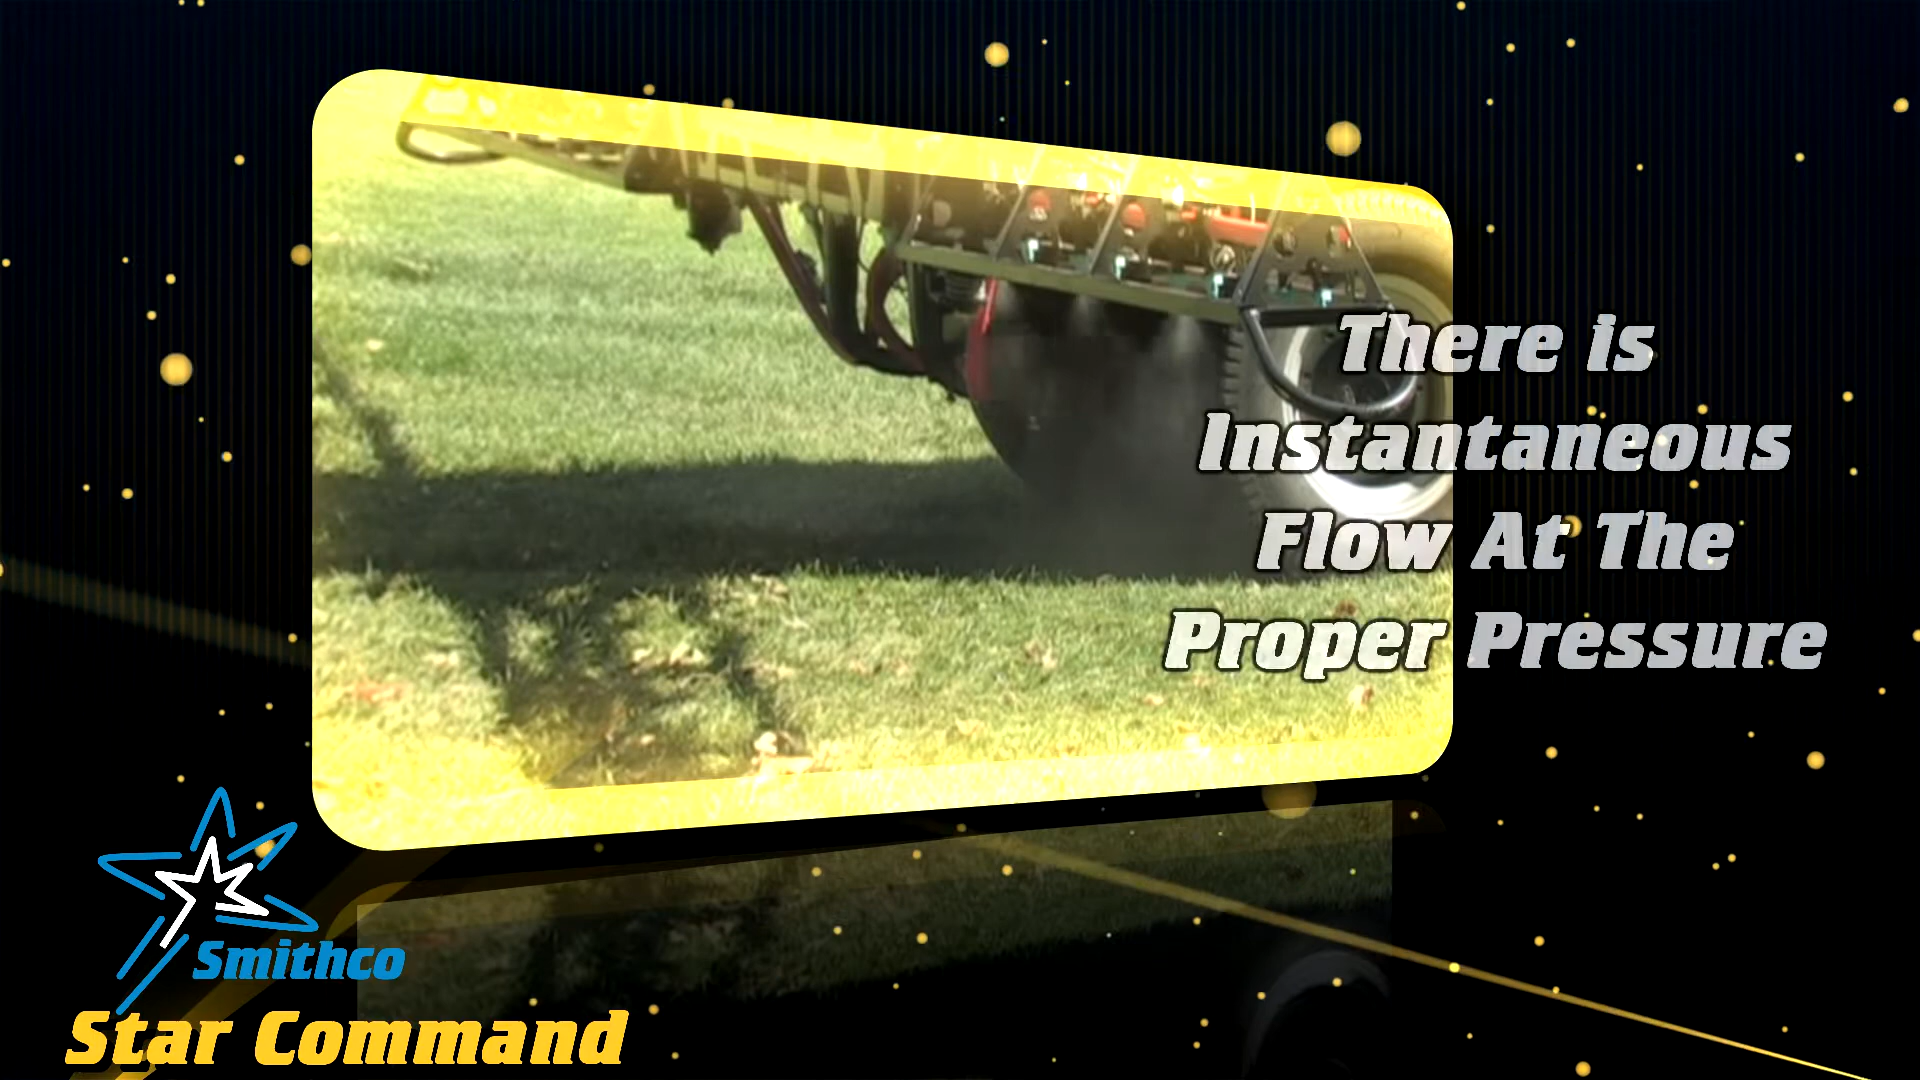 There is
Instantaneous
Flow At The
Proper Pressure
Smithco
Star Command